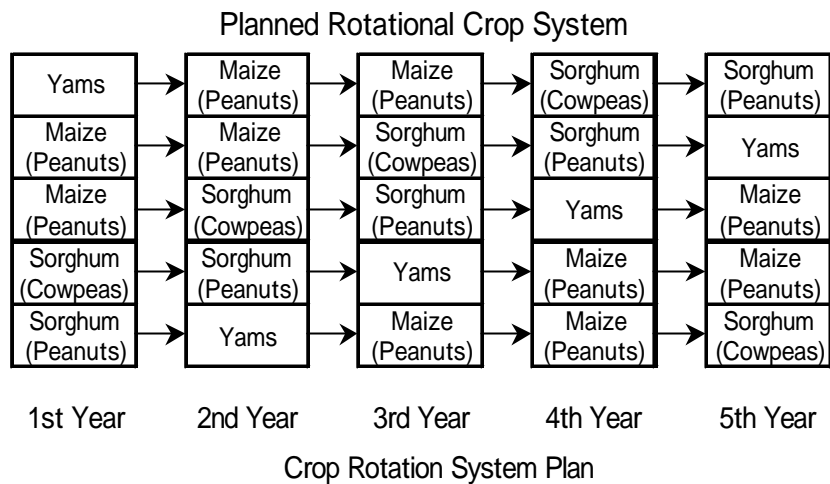 Planned Rotational Crop System
Yams
Maize
(Peanuts)
Maize
(Peanuts)
Sorghum
(Cowpeas)
Sorghum
(Peanuts)
Maize
(Peanuts)
Maize
(Peanuts)
Sorghum
(Cowpeas)
Sorghum
(Peanuts)
Yams
Maize
(Peanuts)
Sorghum
(Cowpeas)
Sorghum
(Peanuts)
Yams
Maize
(Peanuts)
Sorghum
(Cowpeas)
Sorghum
(Peanuts)
Yams
Maize
(Peanuts)
Maize
(Peanuts)
Sorghum
(Peanuts)
Yams
Maize
(Peanuts)
Maize
(Peanuts)
Sorghum
(Cowpeas)
1st Year
2nd Year
3rd Year
4th Year
5th Year
Crop Rotation System Plan